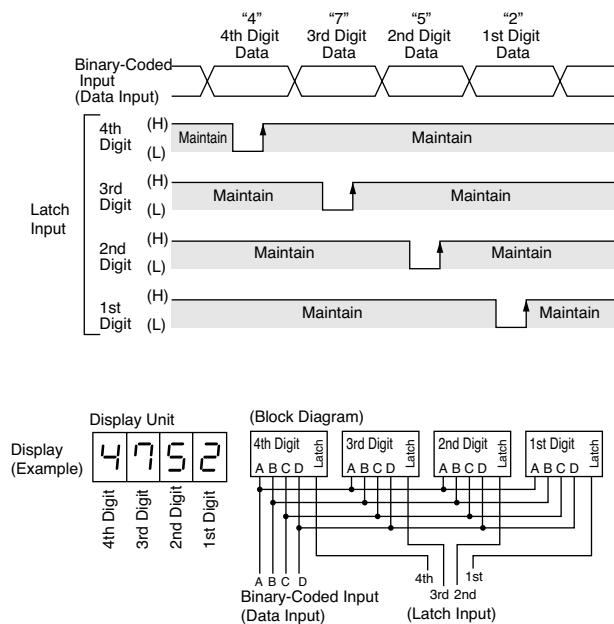 “4” “7” “5” “2”
4th Digit 3rd Digit 2nd Digit 1st Digit
Data Data Data Data
Binary-Coded
Input
(Data Input)
Latch
Input
4th
Digit
(H)
(L)
Maintain Maintain
3rd
Digit
(H)
(L)
Maintain Maintain
2nd
Digit
(H)
(L)
Maintain Maintain
1st
Digit
(H)
(L)
Maintain Maintain
Display Unit
Display
(Example)
4 7 5 2
4th Digit
3rd Digit
2nd Digit
1st Digit
(Block Diagram)
4th Digit Latch 3rd Digit Latch 2nd Digit Latch 1st Digit Latch
A B C D A B C D A B C D A B C D
A B C D
Binary-Coded Input
(Data Input)
4th 1st
3rd 2nd
(Latch Input)